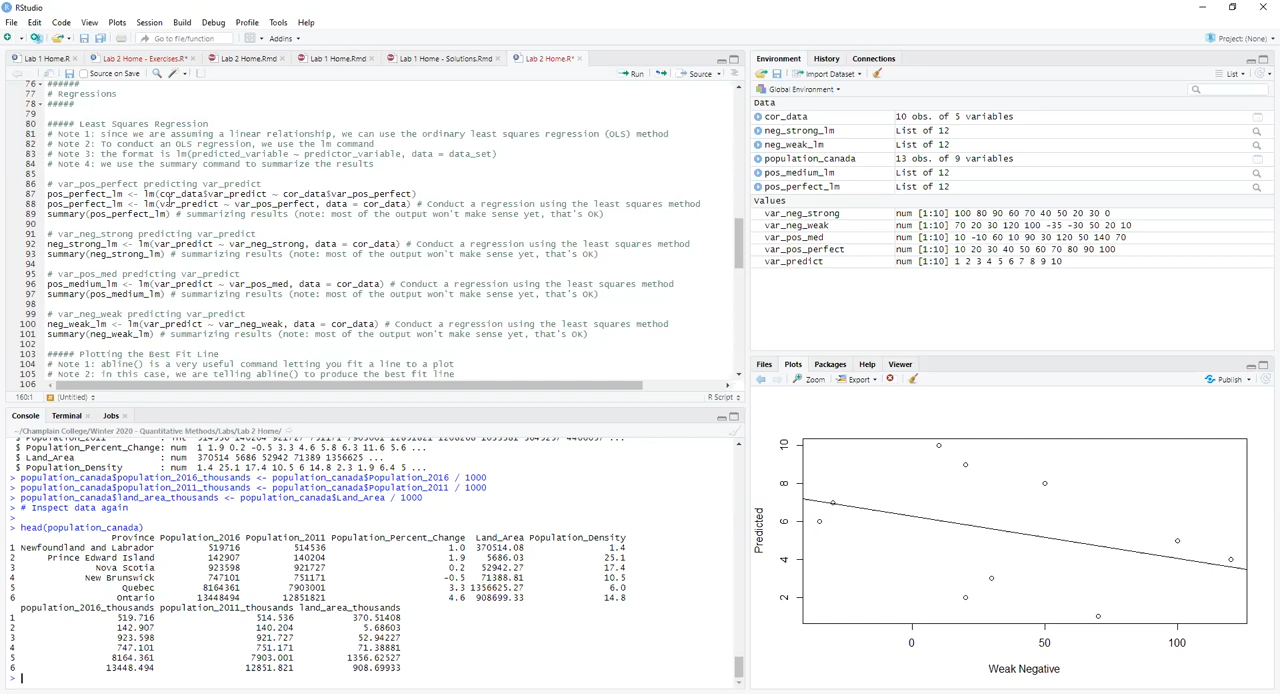 RStudio
File Edit Code View Plots Session Build Debug Profile Tools Help
Go to file/function
Addins
Project: (None)
Lab 1 Home.R
Lab 2 Home - Exercises.R*
Lab 2 Home.Rmd
Lab 1 Home.Rmd
Lab 1 Home - Solutions.Rmd
Lab 2 Home.R*
Source on Save
Run
Source
76 ######
77 # Regressions
78 #####
79
80 ##### Least Squares Regression
81 # Note 1: since we are assuming a linear relationship, we can use the ordinary least squares regression (OLS) method
82 # Note 2: To conduct an OLS regression, we use the lm command
83 # Note 3: the format is lm(predicted_variable ~ predictor_variable, data = data_set)
84 # Note 4: we use the summary command to summarize the results
85
86 # var_pos_perfect predicting var_predict
87 pos_perfect_lm <- lm(cor_data$var_predict ~ cor_data$var_pos_perfect)
88 pos_perfect_lm <- lm(var_predict ~ var_pos_perfect, data = cor_data) # Conduct a regression using the least squares method
89 summary(pos_perfect_lm) # summarizing results (note: most of the output won't make sense yet, that's OK)
90
91 # var_neg_strong predicting var_predict
92 neg_strong_lm <- lm(var_predict ~ var_neg_strong, data = cor_data) # Conduct a regression using the least squares method
93 summary(neg_strong_lm) # summarizing results (note: most of the output won't make sense yet, that's OK)
94
95 # var_pos_med predicting var_predict
96 pos_medium_lm <- lm(var_predict ~ var_pos_med, data = cor_data) # Conduct a regression using the least squares method
97 summary(pos_medium_lm) # summarizing results (note: most of the output won't make sense yet, that's OK)
98
99 # var_neg_weak predicting var_predict
100 neg_weak_lm <- lm(var_predict ~ var_neg_weak, data = cor_data) # Conduct a regression using the least squares method
101 summary(neg_weak_lm) # summarizing results (note: most of the output won't make sense yet, that's OK)
102
103 ##### Plotting the Best Fit Line
104 # Note 1: abline() is a very useful command letting you fit a line to a plot
105 # Note 2: in this case, we are telling abline() to produce the best fit line
106
160:1 (Untitled) R Script
Console Terminal Jobs
~/Champlain College/Winter 2020 - Quantitative Methods/Labs/Lab 2 Home/
$ Population_Percent_Change: num 1 1.9 0.2 -0.5 3.3 4.6 5.8 6.3 11.6 5.6 ...
$ Land_Area : num 370514 5686 52942 71389 1356625 ...
$ Population_Density : num 1.4 25.1 17.4 10.5 6 14.8 2.3 1.9 6.4 5 ...
> population_canada$population_2016_thousands <- population_canada$Population_2016 / 1000
> population_canada$population_2011_thousands <- population_canada$Population_2011 / 1000
> population_canada$land_area_thousands <- population_canada$Land_Area / 1000
> # Inspect data again
>
> head(population_canada)
Province Population_2016 Population_2011 Population_Percent_Change Land_Area Population_Density
1 Newfoundland and Labrador 519716 514536 1.0 370514.08 1.4
2 Prince Edward Island 142907 140204 1.9 5686.03 25.1
3 Nova Scotia 923598 921727 0.2 52942.27 17.4
4 New Brunswick 747101 751171 -0.5 71388.81 10.5
5 Quebec 8164361 7903001 3.3 1356625.27 6.0
6 Ontario 13448494 12851821 4.6 908699.33 14.8
population_2016_thousands population_2011_thousands land_area_thousands
1 519.716 514.536 370.51408
2 142.907 140.204 5.68603
3 923.598 921.727 52.94227
4 747.101 751.171 71.38881
5 8164.361 7903.001 1356.62527
6 13448.494 12851.821 908.69933
>
Environment History Connections
Import Dataset
List
Global Environment
Data
cor_data 10 obs. of 5 variables
neg_strong_lm List of 12
neg_weak_lm List of 12
population_canada 13 obs. of 9 variables
pos_medium_lm List of 12
pos_perfect_lm List of 12
Values
var_neg_strong num [1:10] 100 80 90 60 70 40 50 20 30 0
var_neg_weak num [1:10] 70 20 30 120 100 -35 -30 50 20 10
var_pos_med num [1:10] 10 -10 60 10 90 30 120 50 140 70
var_pos_perfect num [1:10] 10 20 30 40 50 60 70 80 90 100
var_predict num [1:10] 1 2 3 4 5 6 7 8 9 10
Files Plots Packages Help Viewer
Zoom Export Publish
Predicted
10
8
6
4
2
0 50 100
Weak Negative